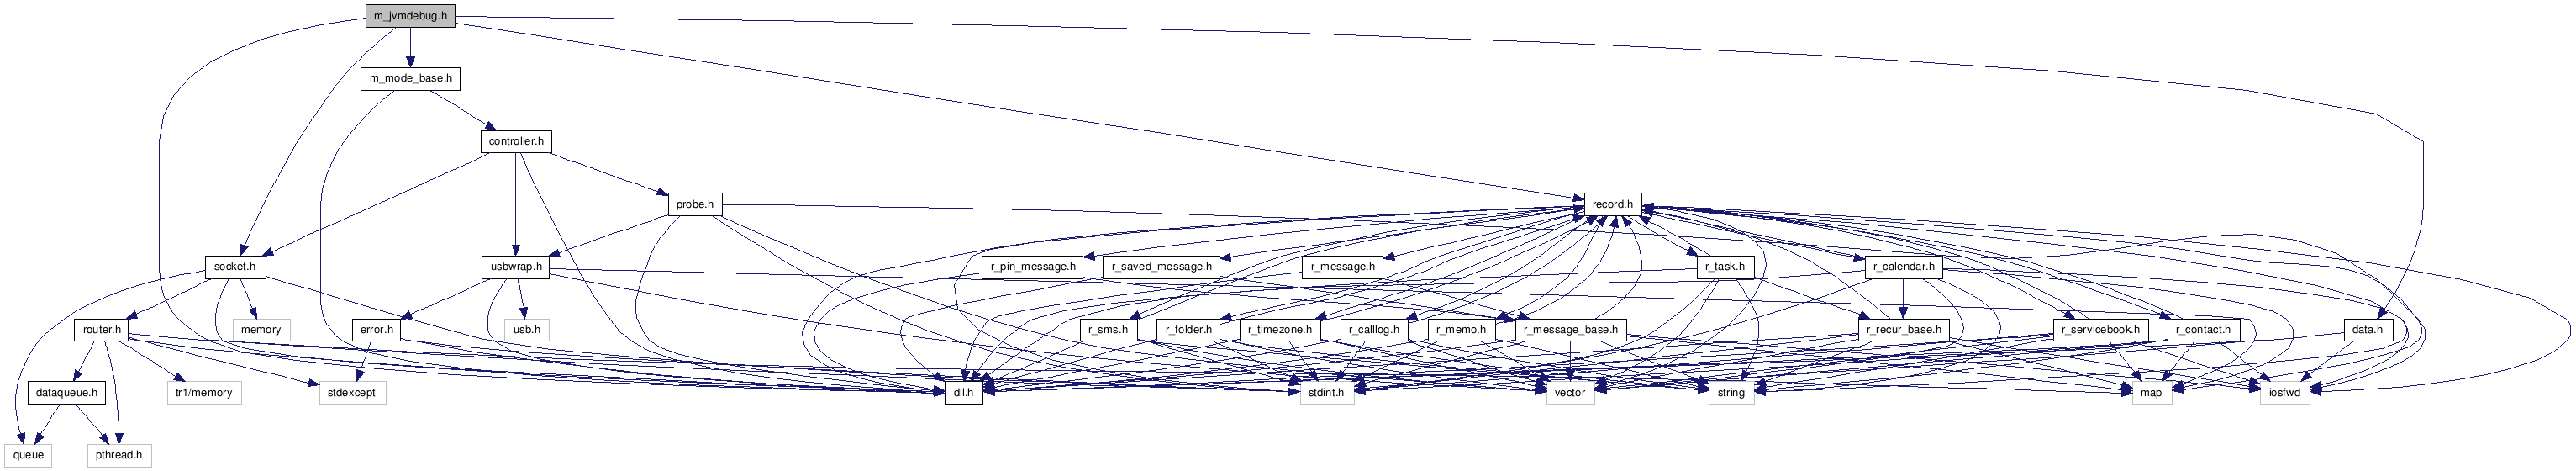 m_jvmdebug.h
m_mode_base.h
controller.h
probe.h
record.h
socket.h
usbwrap.h
r_pin_message.h
r_saved_message.h
r_message.h
r_task.h
r_calendar.h
router.h
memory
error.h
usb.h
r_sms.h
r_folder.h
r_timezone.h
r_calllog.h
r_memo.h
r_message_base.h
r_recur_base.h
r_servicebook.h
r_contact.h
data.h
dataqueue.h
tr1/memory
stdexcept
dll.h
stdint.h
vector
string
map
iosfwd
queue
pthread.h